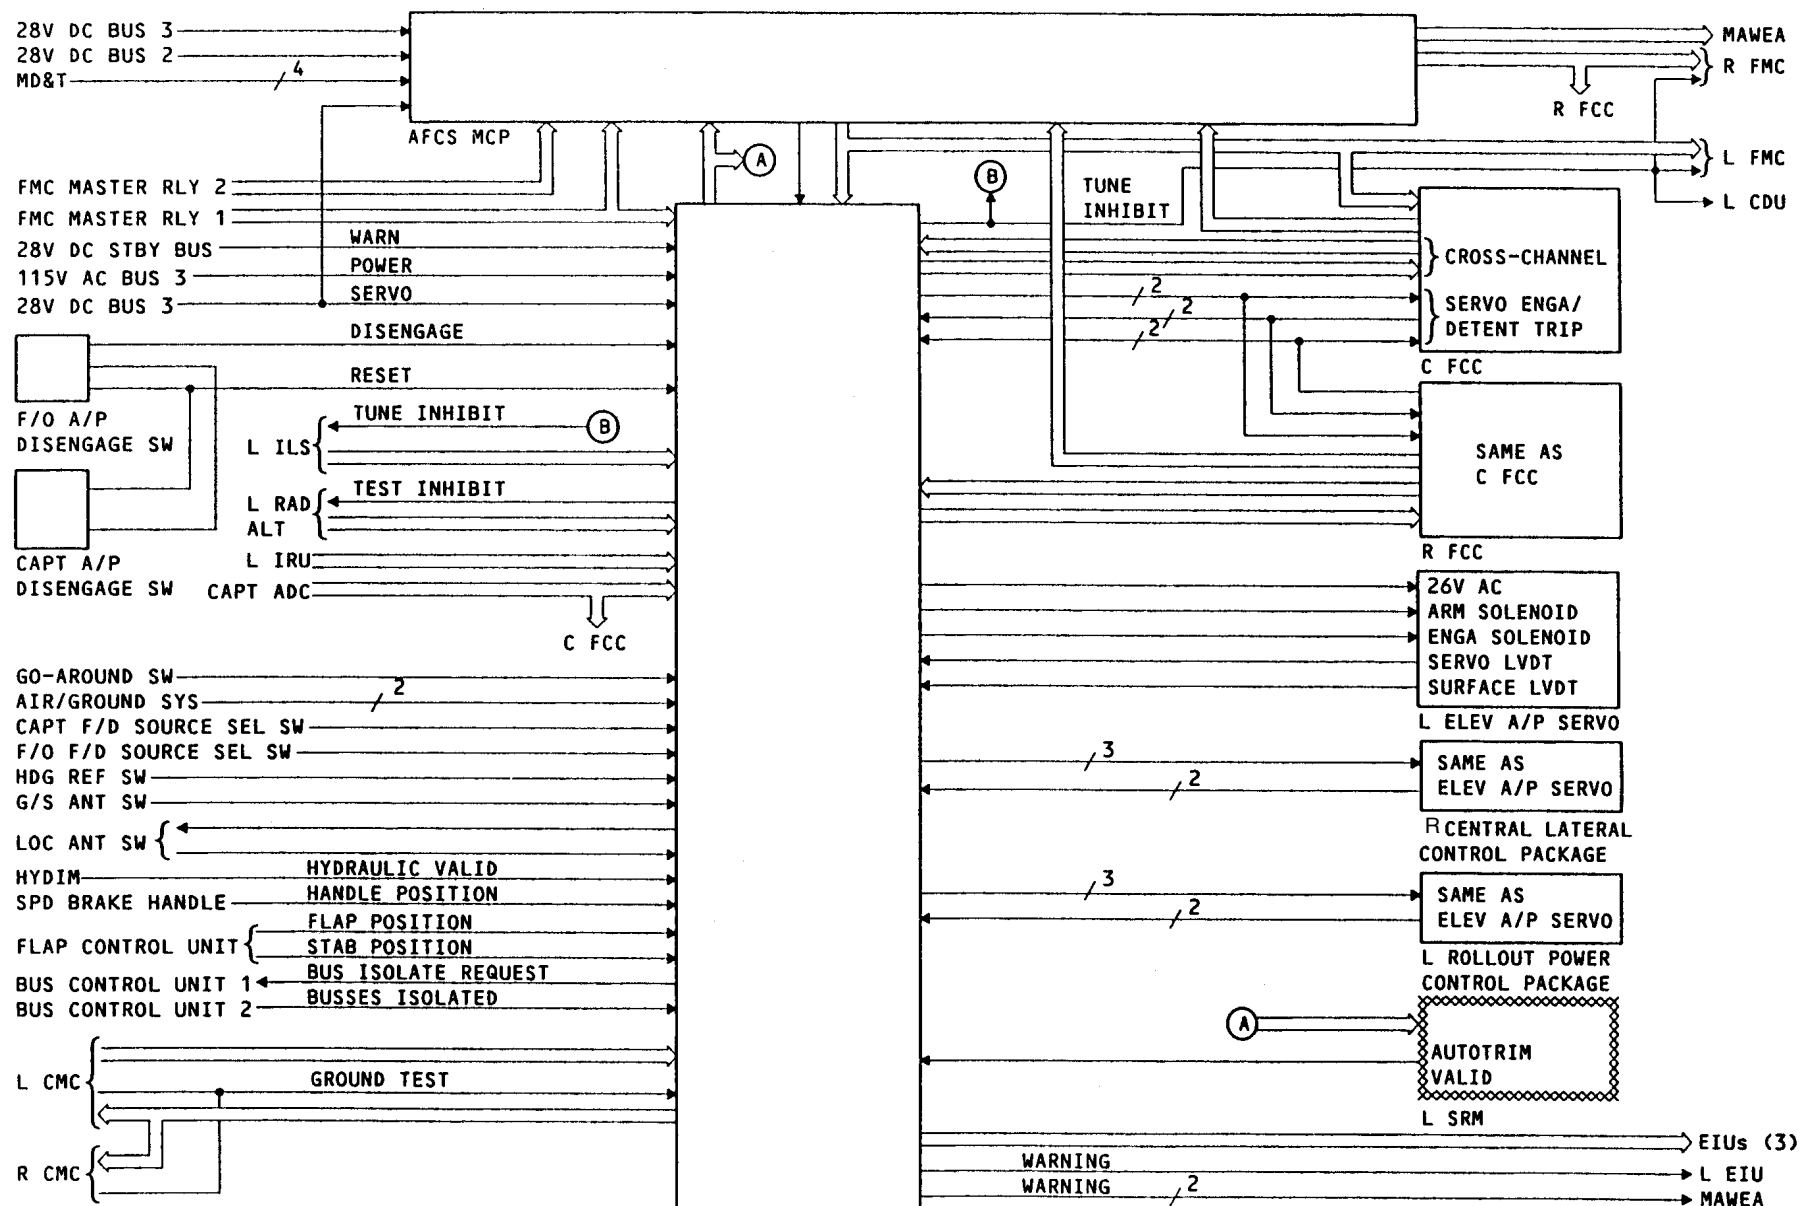 28V DC BUS 3
28V DC BUS 2
MD&T
4
AFCS MCP
MAWEA
R FMC
R FCC
A
L FMC
L CDU
B
TUNE
INHIBIT
FMC MASTER RLY 2
FMC MASTER RLY 1
28V DC STBY BUS
WARN
115V AC BUS 3
POWER
28V DC BUS 3
SERVO
DISENGAGE
RESET
F/O A/P
DISENGAGE SW
TUNE INHIBIT
B
L ILS
TEST INHIBIT
L RAD
ALT
L IRU
CAPT A/P
DISENGAGE SW
CAPT ADC
C FCC
CROSS-CHANNEL
2
2
2
SERVO ENGA/
DETENT TRIP
C FCC
SAME AS
C FCC
R FCC
26V AC
ARM SOLENOID
ENGA SOLENOID
SERVO LVDT
SURFACE LVDT
L ELEV A/P SERVO
GO-AROUND SW
AIR/GROUND SYS
2
CAPT F/D SOURCE SEL SW
F/O F/D SOURCE SEL SW
HDG REF SW
G/S ANT SW
LOC ANT SW
HYDIM
HYDRAULIC VALID
SPD BRAKE HANDLE
HANDLE POSITION
FLAP POSITION
FLAP CONTROL UNIT
STAB POSITION
BUS CONTROL UNIT 1
BUS ISOLATE REQUEST
BUS CONTROL UNIT 2
BUSSES ISOLATED
L CMC
GROUND TEST
R CMC
3
2
SAME AS
ELEV A/P SERVO
R CENTRAL LATERAL
CONTROL PACKAGE
3
2
SAME AS
ELEV A/P SERVO
L ROLLOUT POWER
CONTROL PACKAGE
A
AUTOTRIM
VALID
L SRM
EIUs (3)
WARNING
L EIU
WARNING
2
MAWEA